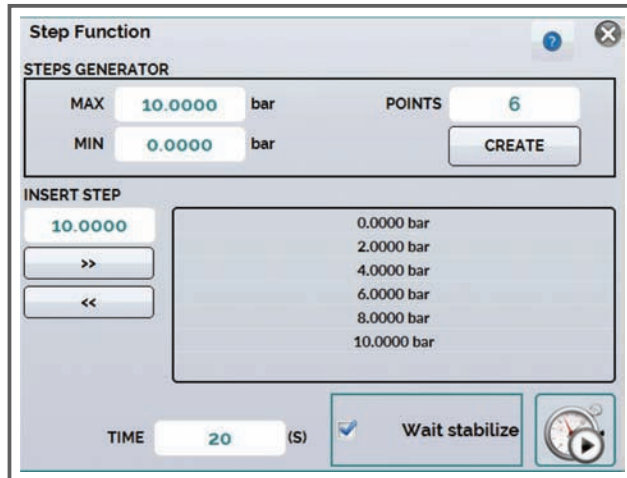 Step Function
?
STEPS GENERATOR
MAX 10.0000 bar POINTS 6
MIN 0.0000 bar CREATE
INSERT STEP
10.0000
>>
<<
0.0000 bar
2.0000 bar
4.0000 bar
6.0000 bar
8.0000 bar
10.0000 bar
TIME 20 (S) Wait stabilize